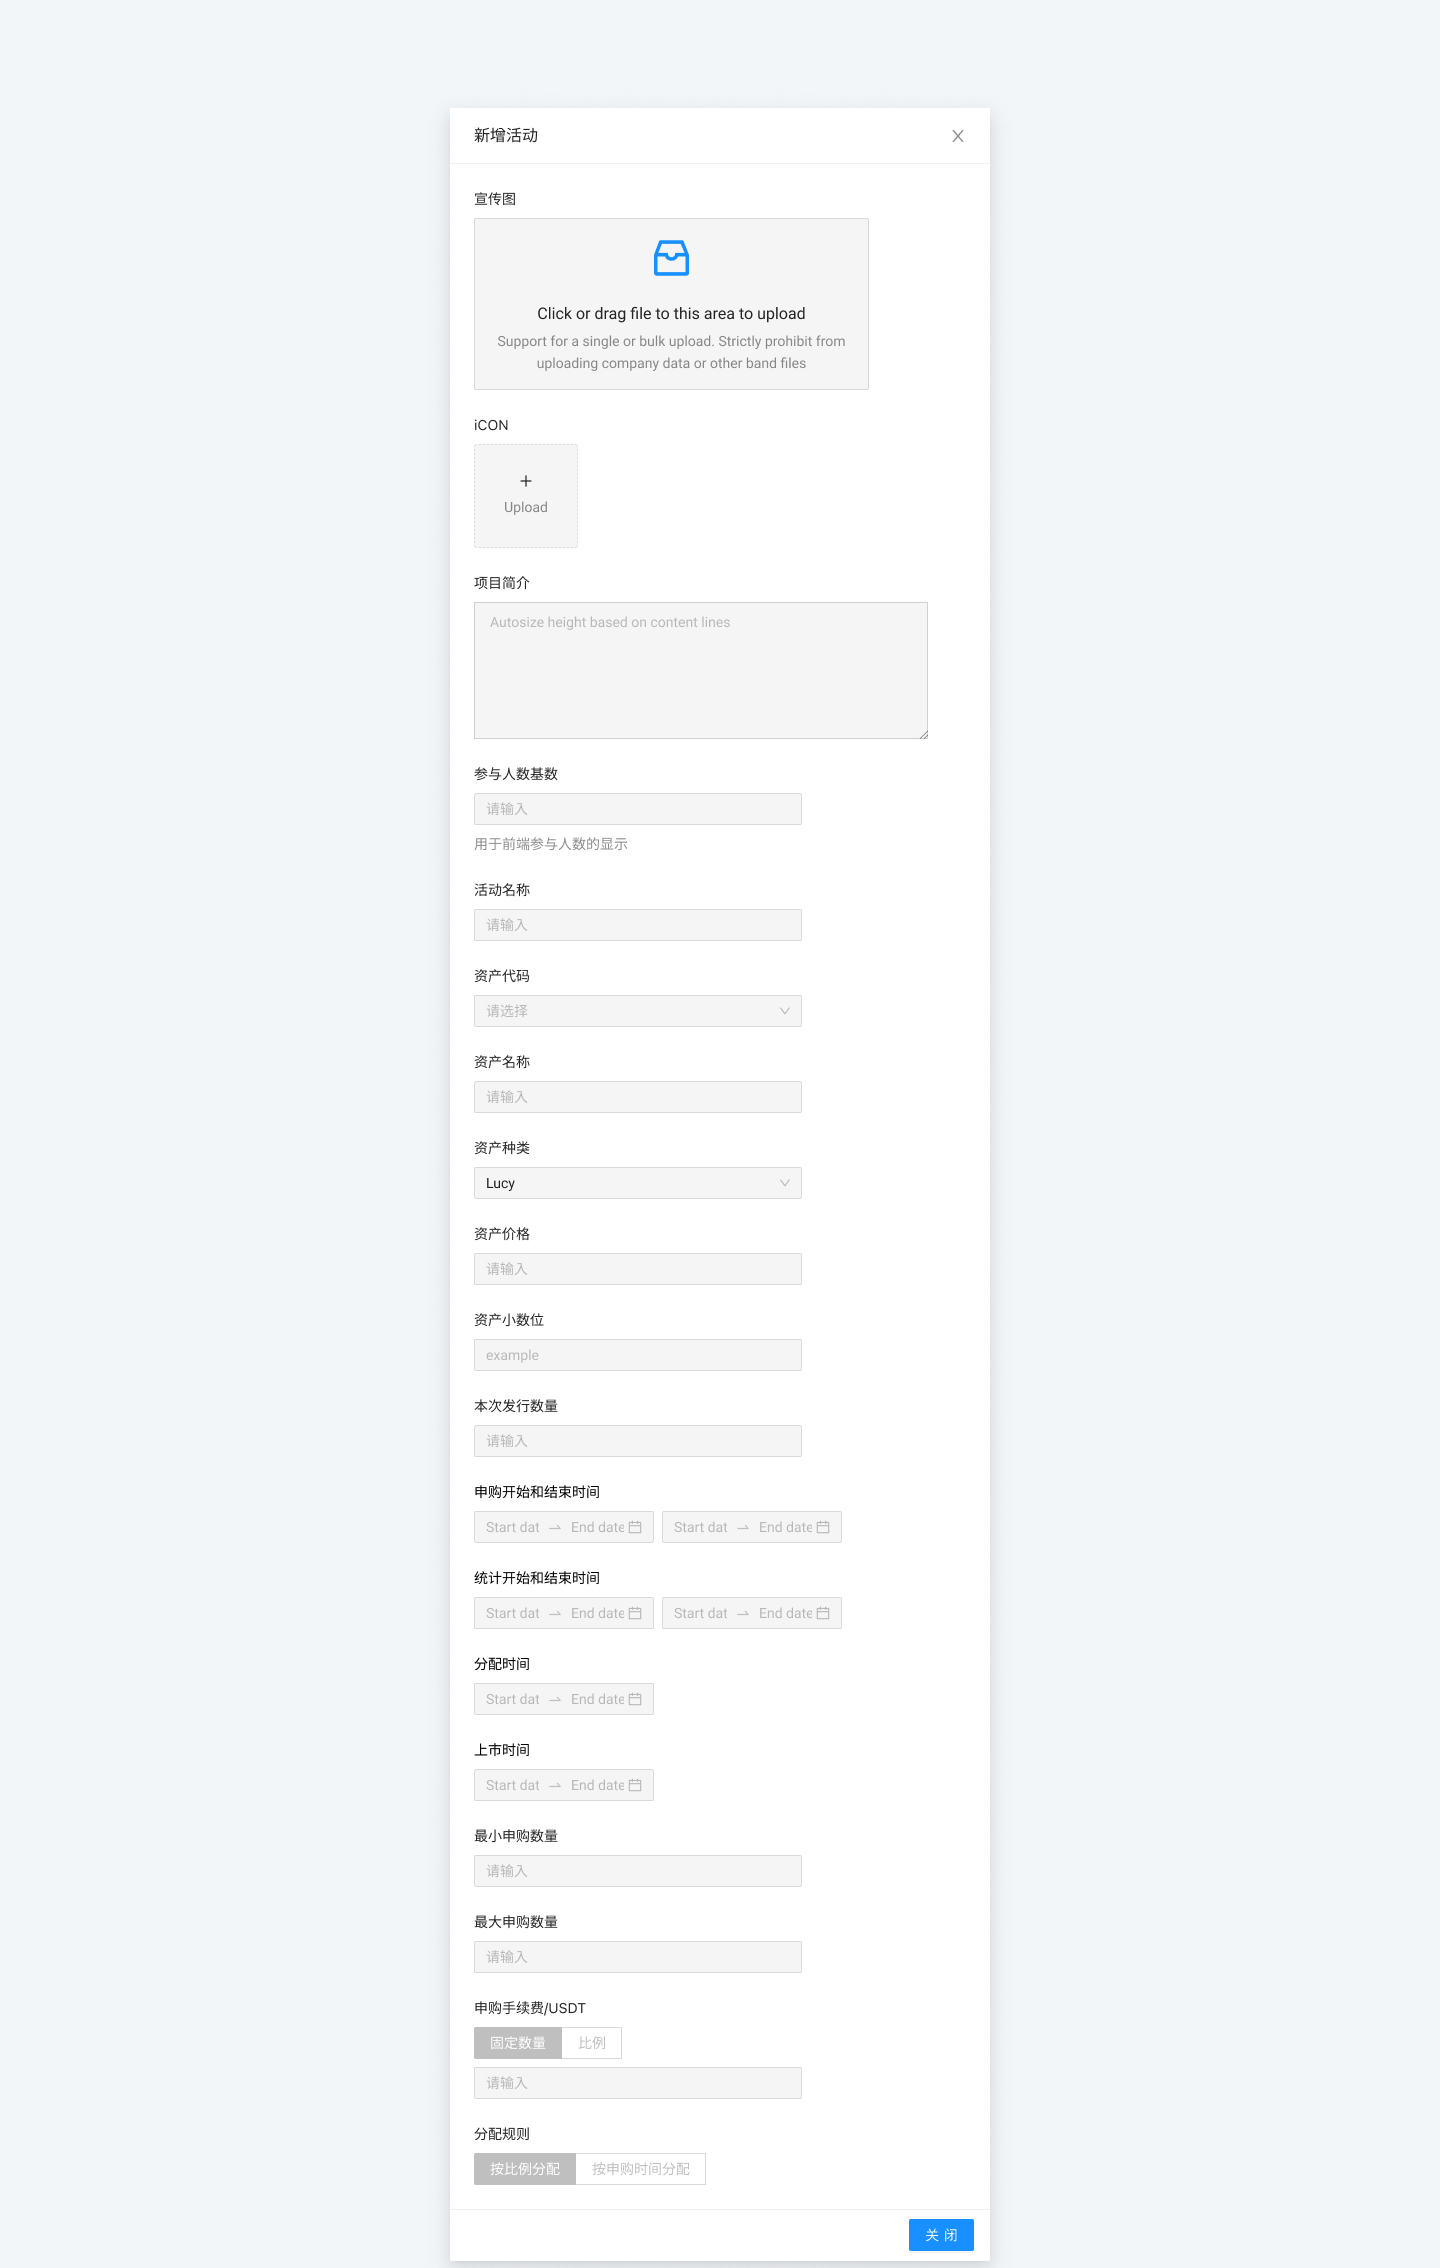 新增活动
宣传图
Click or drag file to this area to upload
Support for a single or bulk upload. Strictly prohibit from
uploading company data or other band files
iCON
Upload
项目简介
Autosize height based on content lines
参与人数基数
请输入
用于前端参与人数的显示
活动名称
请输入
资产代码
请选择
资产名称
请输入
资产种类
Lucy
资产价格
请输入
资产小数位
example
本次发行数量
请输入
申购开始和结束时间
Start dat End date Start dat End date
统计开始和结束时间
Start dat End date Start dat End date
分配时间
Start dat End date
上市时间
Start dat End date
最小申购数量
请输入
最大申购数量
请输入
申购手续费/USDT
固定数量 比例
请输入
分配规则
按比例分配 按申购时间分配
关 闭